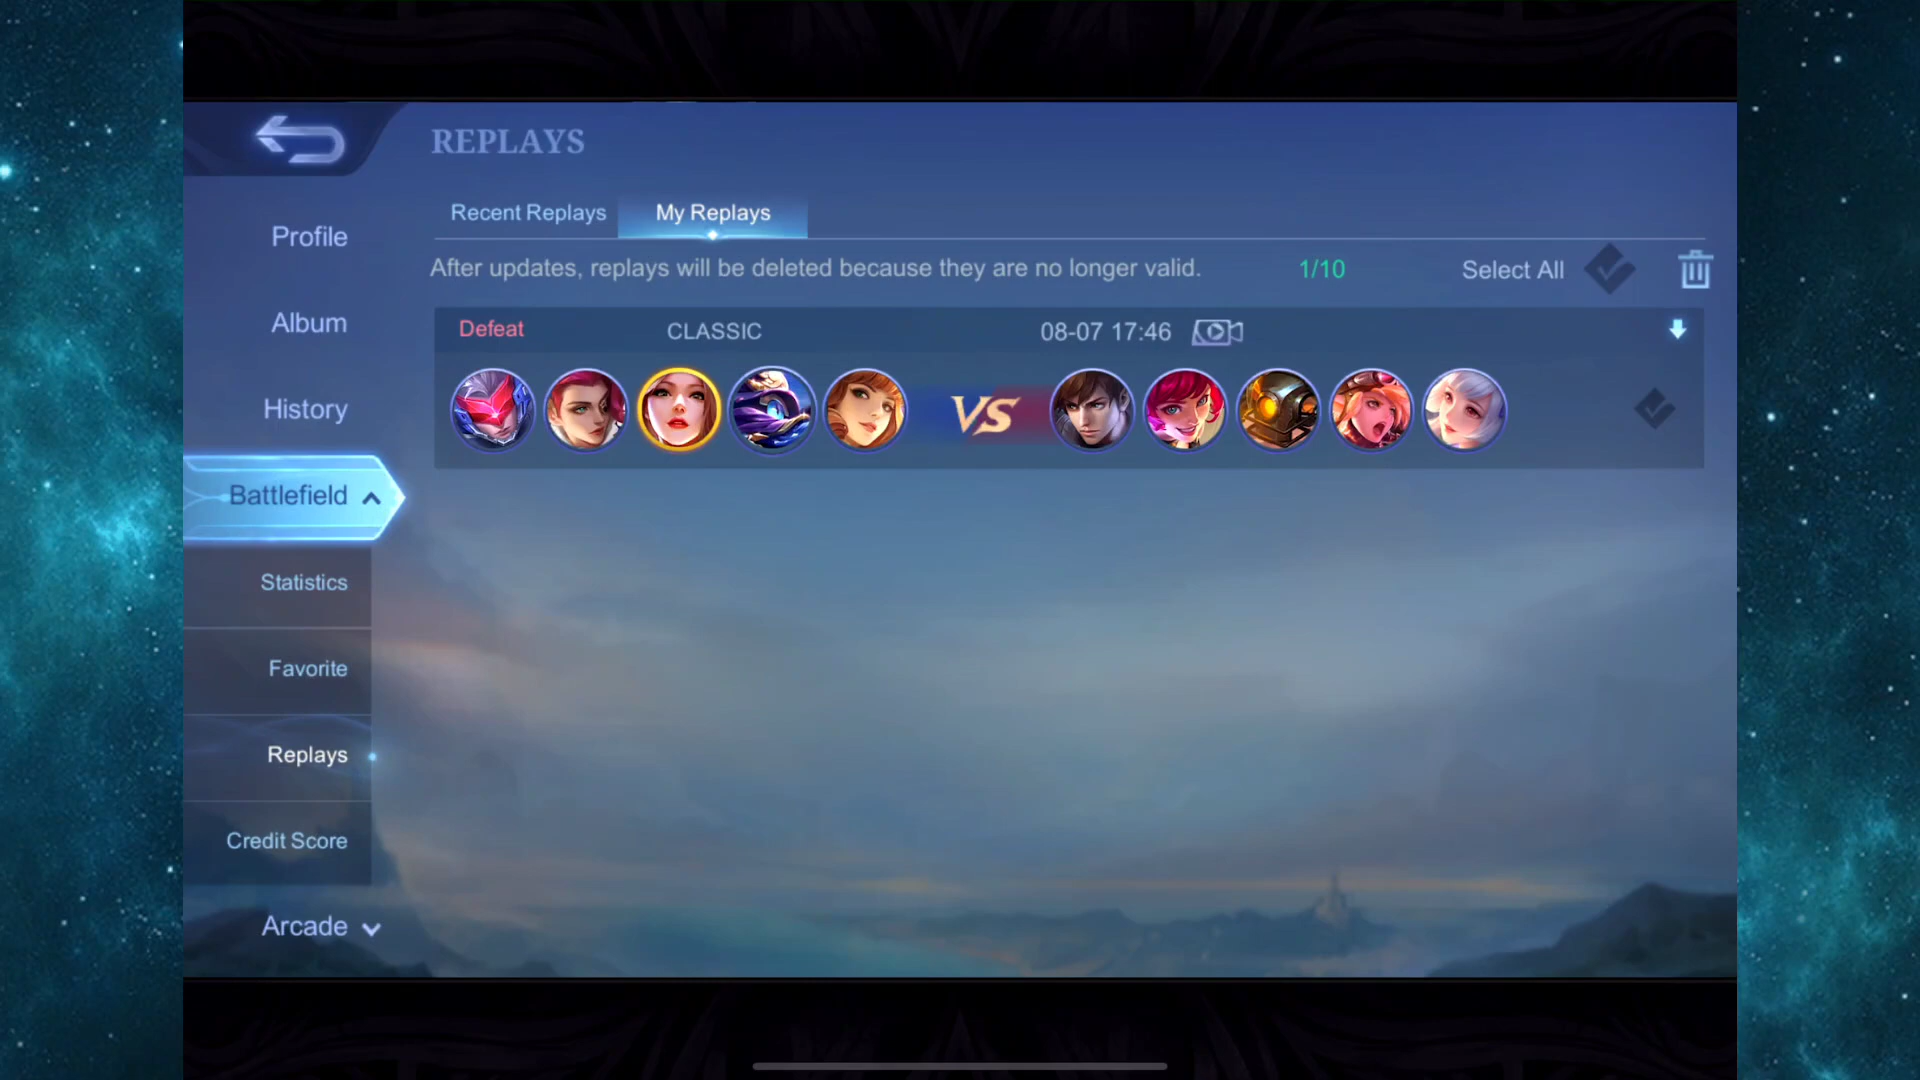 REPLAYS
Recent Replays
My Replays
Profile
After updates, replays will be deleted because they are no longer valid.
1/10
Select All
Album
Defeat
CLASSIC
08-07 17:46
VS
History
Battlefield
Statistics
Favorite
Replays
Credit Score
Arcade